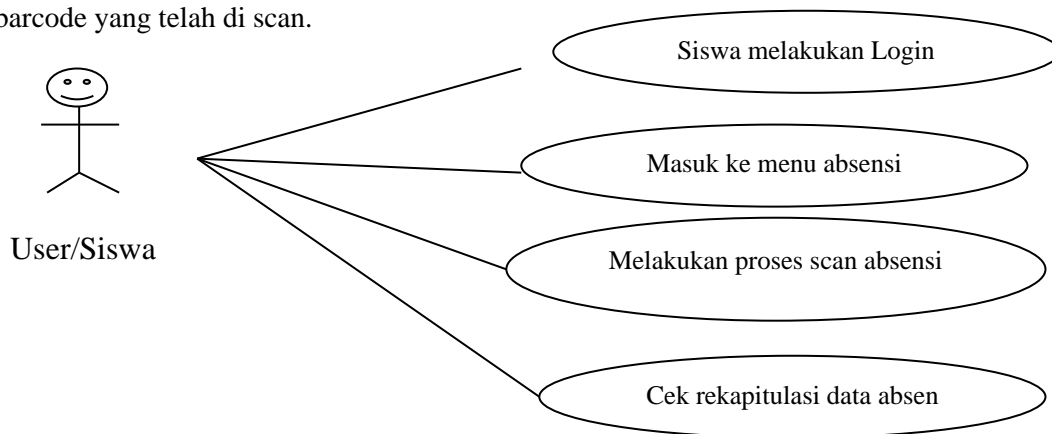 barcode yang telah di scan.
Siswa melakukan Login
Masuk ke menu absensi
User/Siswa
Melakukan proses scan absensi
Cek rekapitulasi data absen